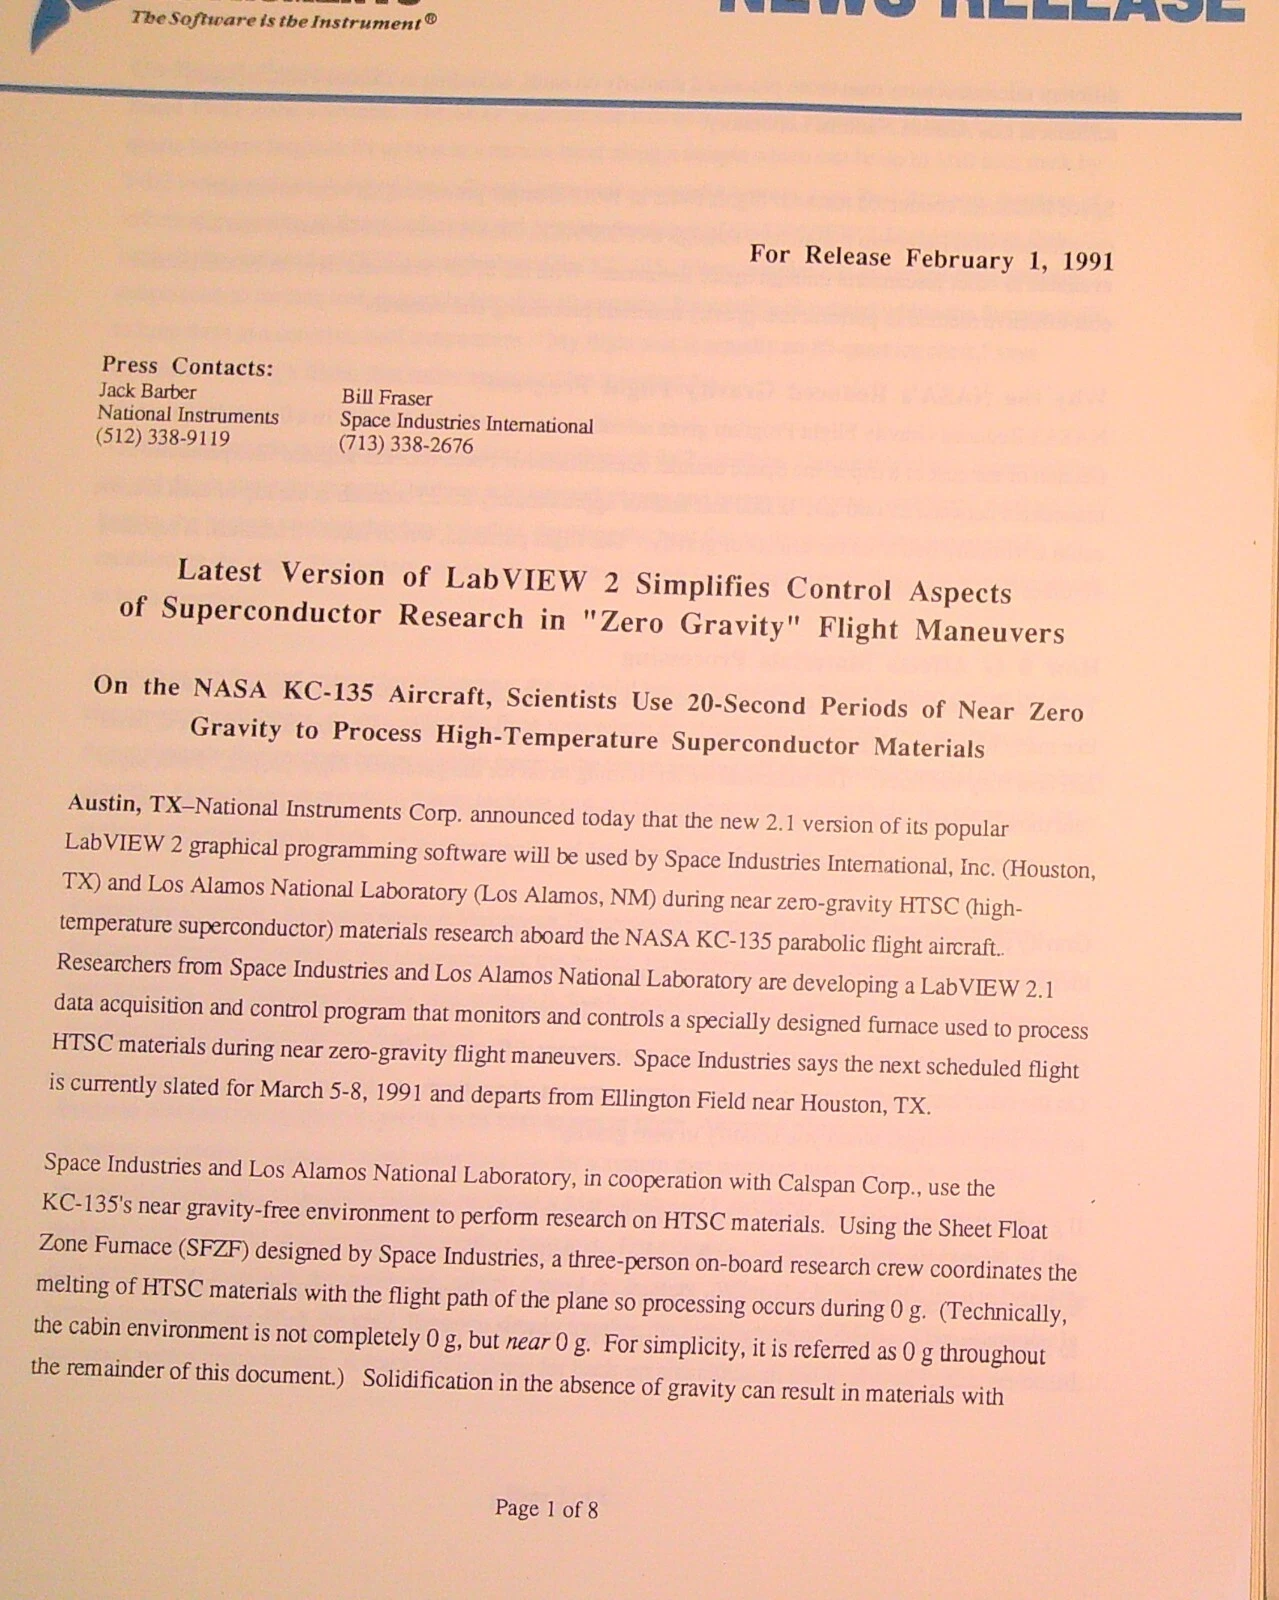 The Software is the Instrument®
NEWS RELEASE
For Release February 1, 1991
Press Contacts:
Jack Barber
National Instruments
(512) 338-9119
Bill Fraser
Space Industries International
(713) 338-2676
Latest Version of LabVIEW 2 Simplifies Control Aspects
of Superconductor Research in "Zero Gravity" Flight Maneuvers
On the NASA KC-135 Aircraft, Scientists Use 20-Second Periods of Near Zero
Gravity to Process High-Temperature Superconductor Materials
Austin, TX–National Instruments Corp. announced today that the new 2.1 version of its popular
LabVIEW 2 graphical programming software will be used by Space Industries International, Inc. (Houston,
TX) and Los Alamos National Laboratory (Los Alamos, NM) during near zero-gravity HTSC (high-
temperature superconductor) materials research aboard the NASA KC-135 parabolic flight aircraft..
Researchers from Space Industries and Los Alamos National Laboratory are developing a LabVIEW 2.1
data acquisition and control program that monitors and controls a specially designed furnace used to process
HTSC materials during near zero-gravity flight maneuvers. Space Industries says the next scheduled flight
is currently slated for March 5-8, 1991 and departs from Ellington Field near Houston, TX.
Space Industries and Los Alamos National Laboratory, in cooperation with Calspan Corp., use the
KC-135's near gravity-free environment to perform research on HTSC materials. Using the Sheet Float
Zone Furnace (SFZF) designed by Space Industries, a three-person on-board research crew coordinates the
melting of HTSC materials with the flight path of the plane so processing occurs during 0 g. (Technically,
the cabin environment is not completely 0 g, but near 0 g. For simplicity, it is referred as 0 g throughout
the remainder of this document.) Solidification in the absence of gravity can result in materials with
Page 1 of 8